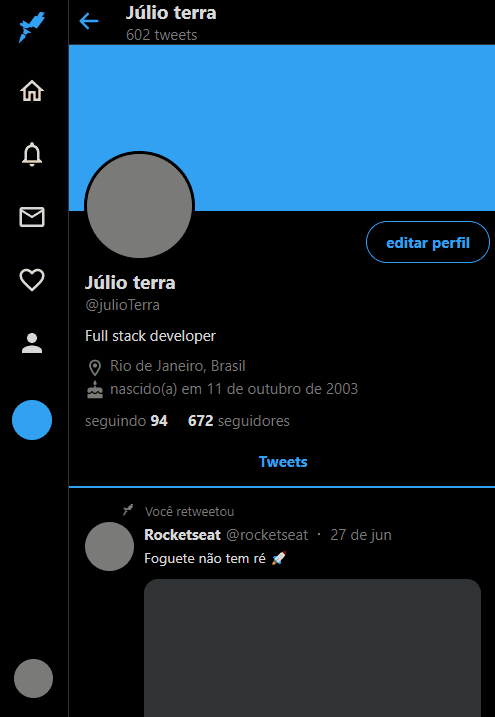 Júlio terra
602 tweets
editar perfil
Júlio terra
@julioTerra
Full stack developer
Rio de Janeiro, Brasil
nascido(a) em 11 de outubro de 2003
seguindo 94 672 seguidores
Tweets
Você retweetou
Rocketseat @rocketseat · 27 de jun
Foguete não tem ré 🚀